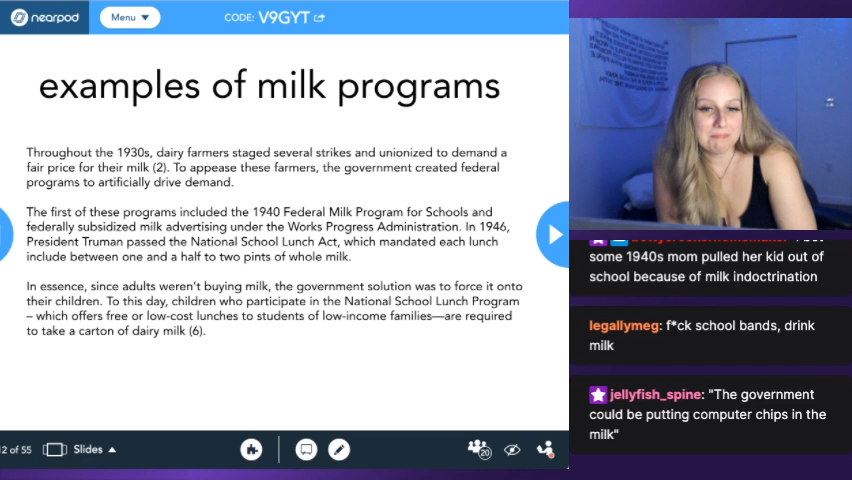 nearpod
Menu
CODE: V9GYT
examples of milk programs
Throughout the 1930s, dairy farmers staged several strikes and unionized to demand a
fair price for their milk (2). To appease these farmers, the government created federal
programs to artificially drive demand.
The first of these programs included the 1940 Federal Milk Program for Schools and
federally subsidized milk advertising under the Works Progress Administration. In 1946,
President Truman passed the National School Lunch Act, which mandated each lunch
include between one and a half to two pints of whole milk.
In essence, since adults weren't buying milk, the government solution was to force it onto
their children. To this day, children who participate in the National School Lunch Program
– which offers free or low-cost lunches to students of low-income families—are required
to take a carton of dairy milk (6).
2 of 55
Slides
20
some 1940s mom pulled her kid out of
school because of milk indoctrination
legallymeg: f*ck school bands, drink
milk
jellyfish_spine: "The government
could be putting computer chips in the
milk"